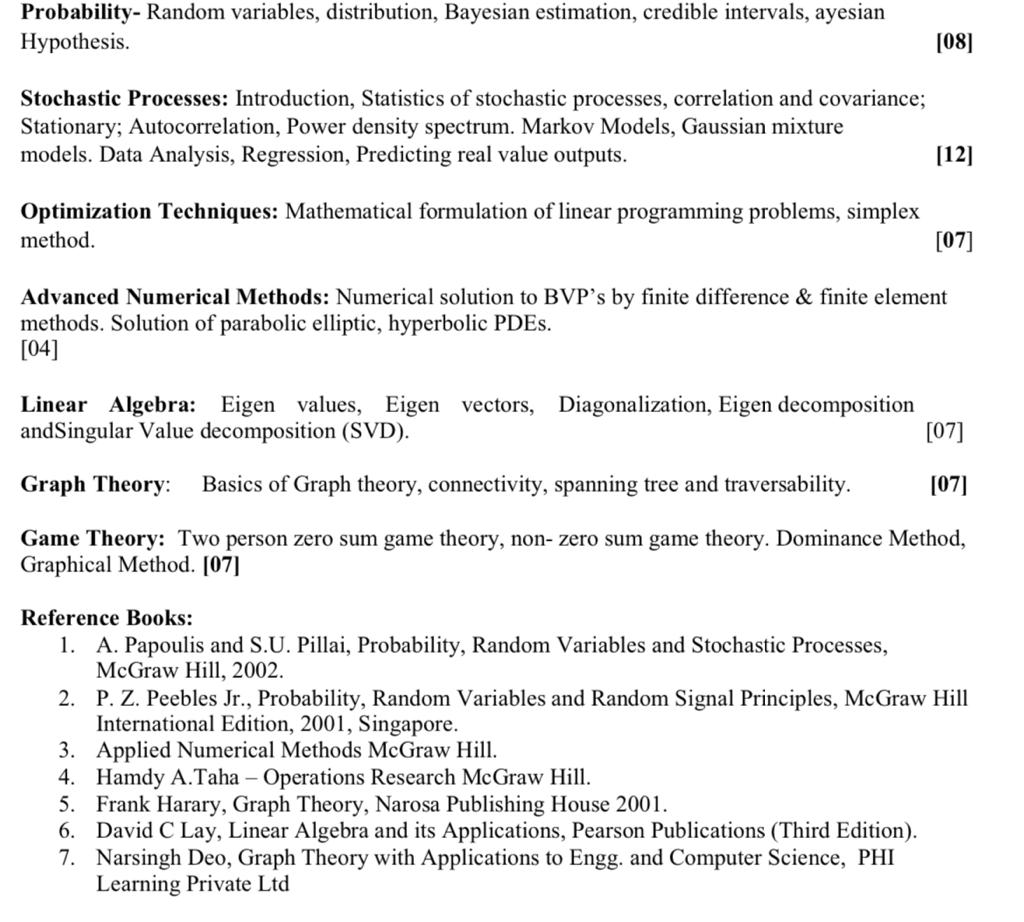 Probability- Random variables, distribution, Bayesian estimation, credible intervals, ayesian
Hypothesis. [08]
Stochastic Processes: Introduction, Statistics of stochastic processes, correlation and covariance;
Stationary; Autocorrelation, Power density spectrum. Markov Models, Gaussian mixture
models. Data Analysis, Regression, Predicting real value outputs. [12]
Optimization Techniques: Mathematical formulation of linear programming problems, simplex
method. [07]
Advanced Numerical Methods: Numerical solution to BVP’s by finite difference & finite element
methods. Solution of parabolic elliptic, hyperbolic PDEs.
[04]
Linear Algebra: Eigen values, Eigen vectors, Diagonalization, Eigen decomposition
andSingular Value decomposition (SVD). [07]
Graph Theory: Basics of Graph theory, connectivity, spanning tree and traversability. [07]
Game Theory: Two person zero sum game theory, non- zero sum game theory. Dominance Method,
Graphical Method. [07]
Reference Books:
1. A. Papoulis and S.U. Pillai, Probability, Random Variables and Stochastic Processes,
McGraw Hill, 2002.
2. P. Z. Peebles Jr., Probability, Random Variables and Random Signal Principles, McGraw Hill
International Edition, 2001, Singapore.
3. Applied Numerical Methods McGraw Hill.
4. Hamdy A.Taha – Operations Research McGraw Hill.
5. Frank Harary, Graph Theory, Narosa Publishing House 2001.
6. David C Lay, Linear Algebra and its Applications, Pearson Publications (Third Edition).
7. Narsingh Deo, Graph Theory with Applications to Engg. and Computer Science, PHI
Learning Private Ltd